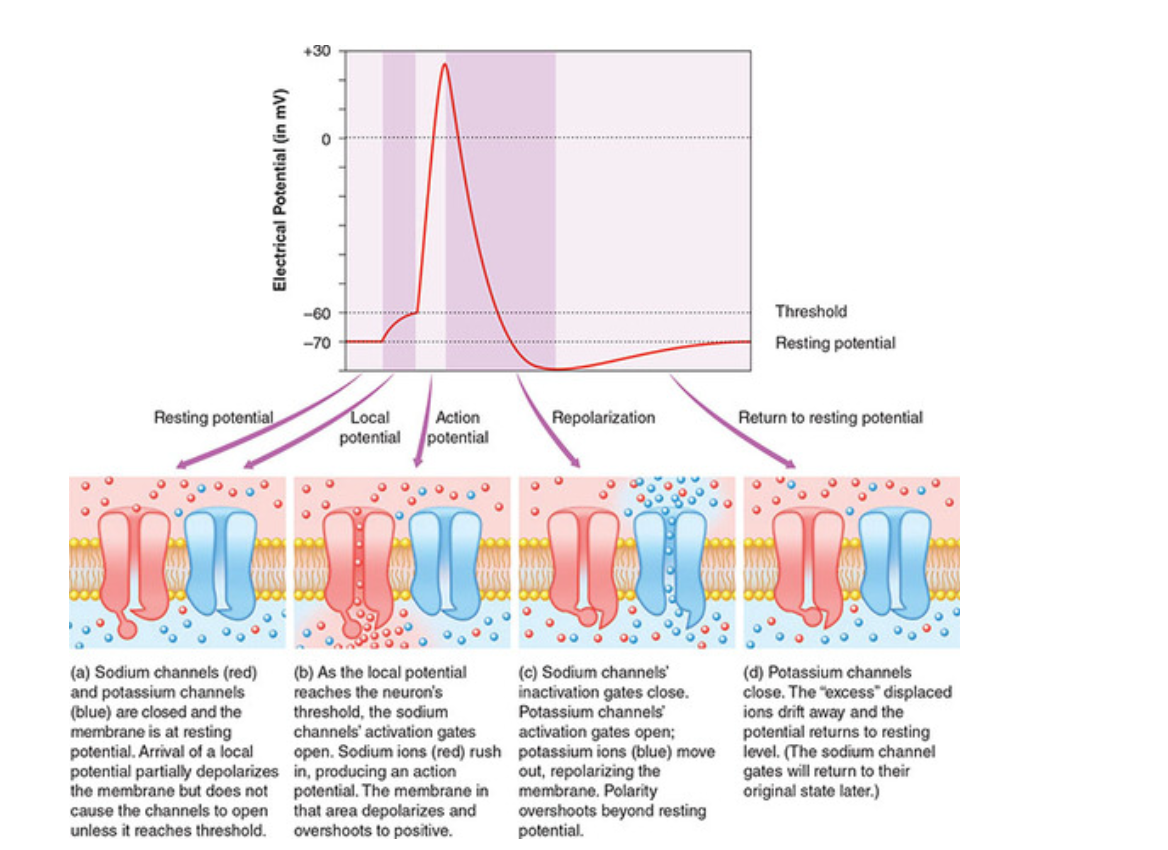 +30
0
−60
−70
Electrical Potential (in mV)
Threshold
Resting potential
Resting potential
Local
potential
Action
potential
Repolarization
Return to resting potential
(a) Sodium channels (red)
and potassium channels
(blue) are closed and the
membrane is at resting
potential. Arrival of a local
potential partially depolarizes
the membrane but does not
cause the channels to open
unless it reaches threshold.
(b) As the local potential
reaches the neuron's
threshold, the sodium
channels' activation gates
open. Sodium ions (red) rush
in, producing an action
potential. The membrane in
that area depolarizes and
overshoots to positive.
(c) Sodium channels'
inactivation gates close.
Potassium channels'
activation gates open;
potassium ions (blue) move
out, repolarizing the
membrane. Polarity
overshoots beyond resting
potential.
(d) Potassium channels
close. The “excess” displaced
ions drift away and the
potential returns to resting
level. (The sodium channel
gates will return to their
original state later.)